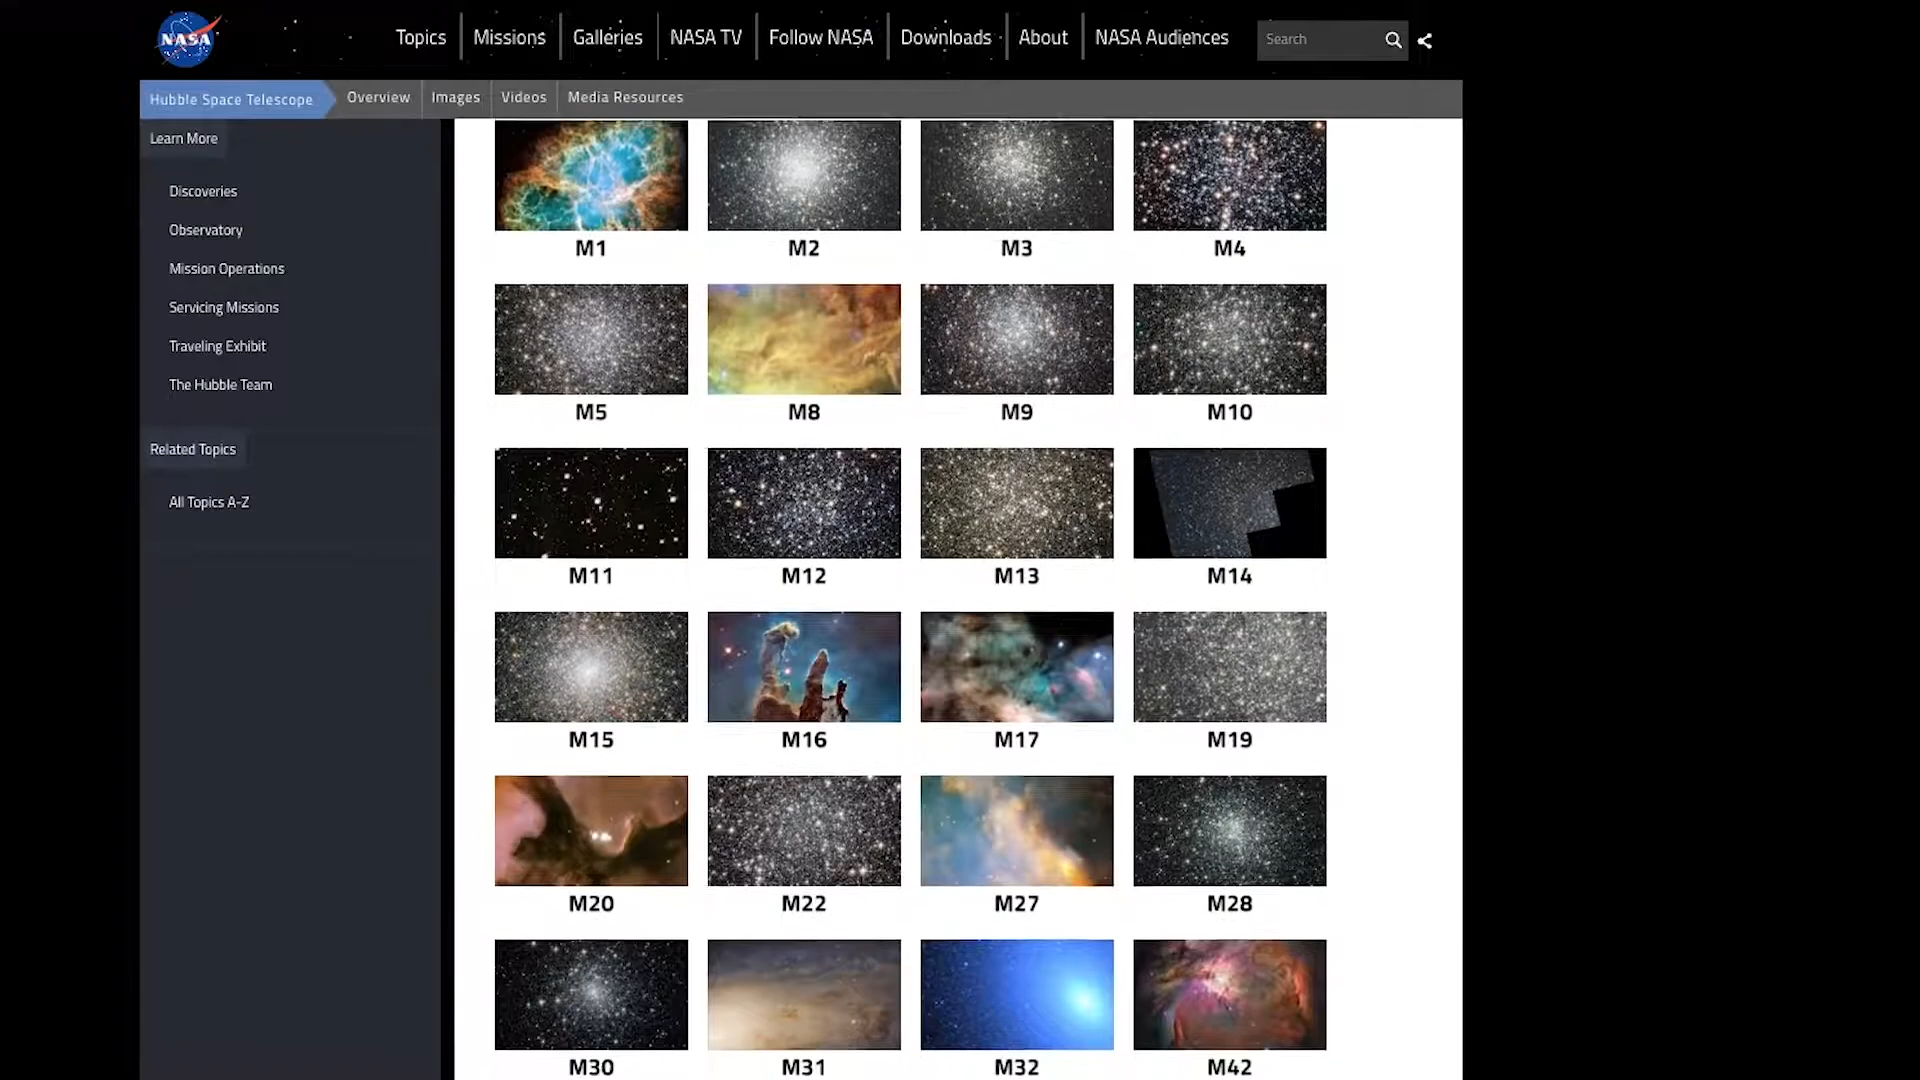 NASA
Topics
Missions
Galleries
NASA TV
Follow NASA
Downloads
About
NASA Audiences
Search
Hubble Space Telescope
Overview
Images
Videos
Media Resources
Learn More
Discoveries
Observatory
Mission Operations
Servicing Missions
Traveling Exhibit
The Hubble Team
Related Topics
All Topics A-Z
M1
M2
M3
M4
M5
M8
M9
M10
M11
M12
M13
M14
M15
M16
M17
M19
M20
M22
M27
M28
M30
M31
M32
M42